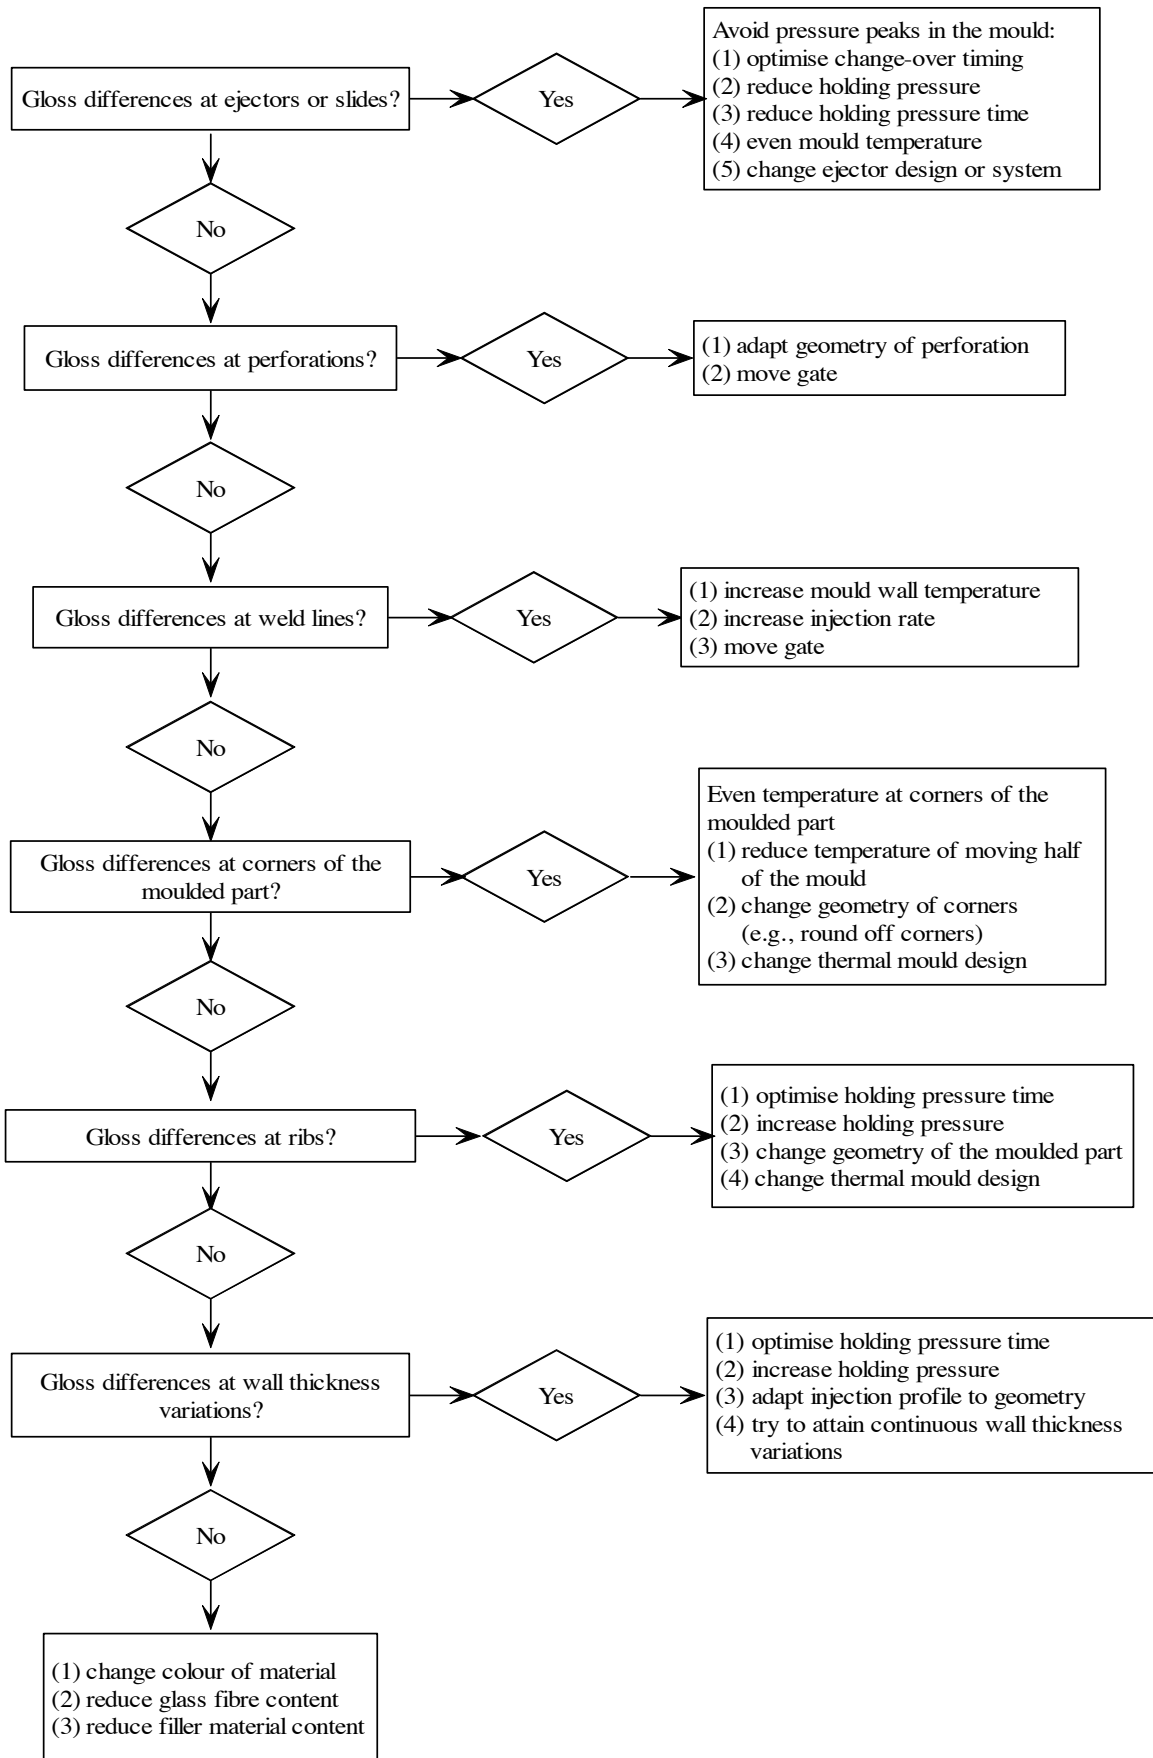 Gloss differences at ejectors or slides?
Yes
Avoid pressure peaks in the mould:
(1) optimise change-over timing
(2) reduce holding pressure
(3) reduce holding pressure time
(4) even mould temperature
(5) change ejector design or system
No
Gloss differences at perforations?
Yes
(1) adapt geometry of perforation
(2) move gate
No
Gloss differences at weld lines?
Yes
(1) increase mould wall temperature
(2) increase injection rate
(3) move gate
No
Gloss differences at corners of the
moulded part?
Yes
Even temperature at corners of the
moulded part
(1) reduce temperature of moving half
of the mould
(2) change geometry of corners
(e.g., round off corners)
(3) change thermal mould design
No
Gloss differences at ribs?
Yes
(1) optimise holding pressure time
(2) increase holding pressure
(3) change geometry of the moulded part
(4) change thermal mould design
No
Gloss differences at wall thickness
variations?
Yes
(1) optimise holding pressure time
(2) increase holding pressure
(3) adapt injection profile to geometry
(4) try to attain continuous wall thickness
variations
No
(1) change colour of material
(2) reduce glass fibre content
(3) reduce filler material content